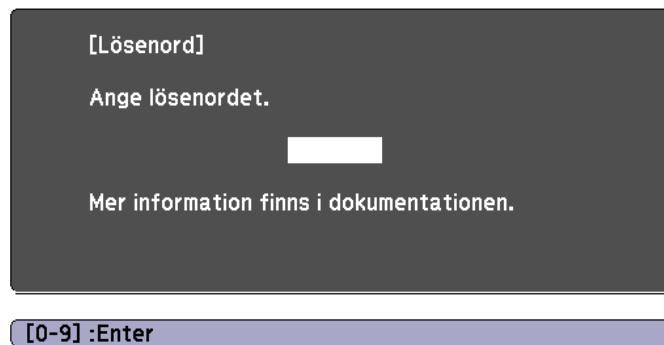 [Lösenord]
Ange lösenordet.
Mer information finns i dokumentationen.
[0-9] :Enter